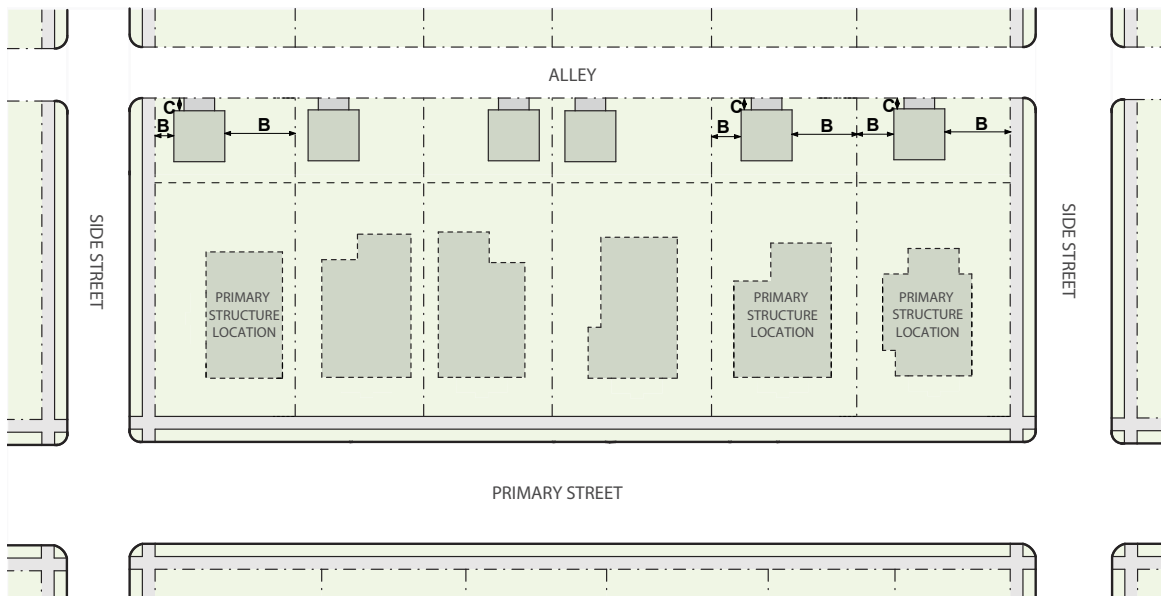 ALLEY
C
B
B
C
B
B
C
B
B
SIDE STREET
SIDE STREET
PRIMARY
STRUCTURE
LOCATION
PRIMARY
STRUCTURE
LOCATION
PRIMARY
STRUCTURE
LOCATION
PRIMARY STREET